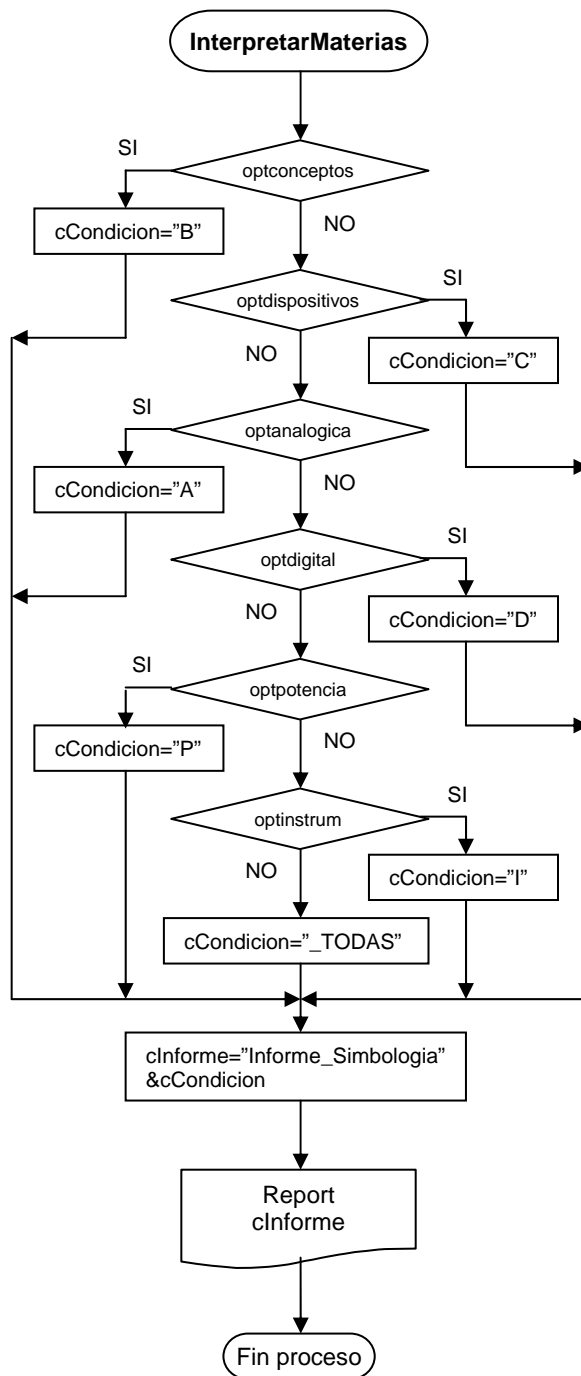 InterpretarMaterias
SI
optconceptos
cCondicion=”B”
NO
SI
optdispositivos
NO
cCondicion=”C”
SI
optanalogica
cCondicion=”A”
NO
SI
optdigital
NO
cCondicion=”D”
SI
optpotencia
cCondicion=”P”
NO
SI
optinstrum
NO
cCondicion=”I”
cCondicion=”_TODAS”
cInforme=”Informe_Simbologia”
&cCondicion
Report
cInforme
Fin proceso